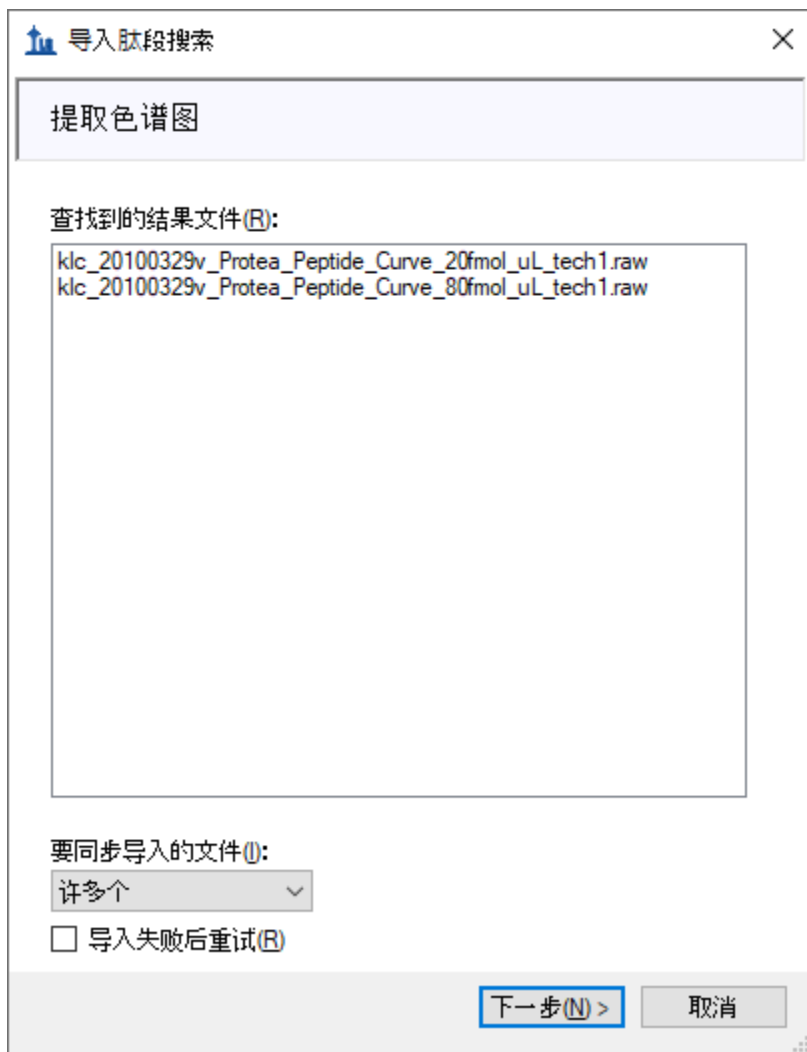 导入肽段搜索
提取色谱图
查找到的结果文件(R):
klc_20100329v_Protea_Peptide_Curve_20fmol_uL_tech1.raw
klc_20100329v_Protea_Peptide_Curve_80fmol_uL_tech1.raw
要同步导入的文件(I):
许多个
导入失败后重试(R)
下一步(N) >
取消